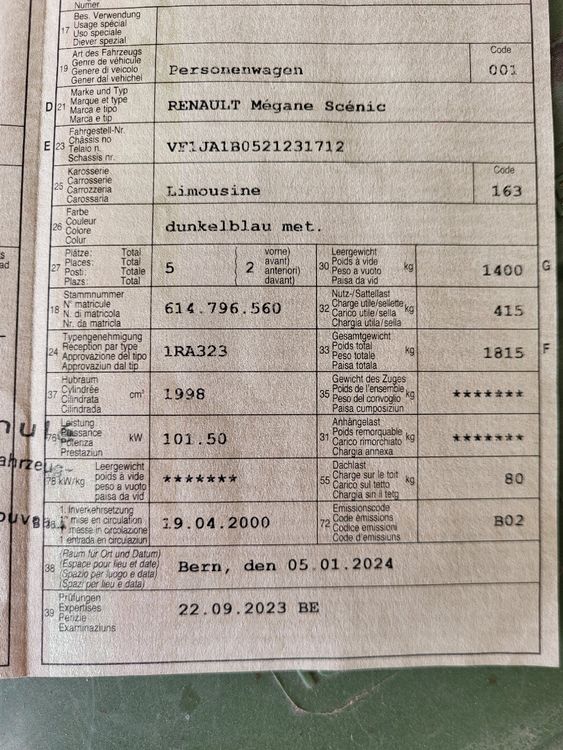 Numer
17
Bes. Verwendung
Usage spécial
Uso speciale
Diever spezial
19
Art des Fahrzeugs
Genre de véhicule
Genere di veicolo
Gener dal vehichel
Personenwagen
Code
001
D 21
Marke und Typ
Marque et type
Marca e tipo
Marca e tip
RENAULT Mégane Scénic
E 23
Fahrgestell-Nr.
Châssis no
Telaio n.
Schassis nr.
VF1JA1B0521231712
25
Karosserie
Carrosserie
Carrozzeria
Carossaria
Limousine
Code
163
26
Farbe
Couleur
Colore
Colur
dunkelblau met.
27
Plätze: Total
Places: Total
Posti: Totale
Plazs: Total
5
2
vorne)
avant)
anteriori)
davant)
30
Leergewicht
Poids à vide
Peso a vuoto
Paisa da vid
kg
1400
G
18
Stammnummer
N° matricule
N. di matricola
Nr. da matricla
614.796.560
32
Nutz-/Sattellast
Charge utile/sellette
Carico utile/sella
Chargia utila/sella
kg
415
24
Typengenehmigung
Réception par type
Approvazione del tipo
Approvaziun dal tip
1RA323
33
Gesamtgewicht
Poids total
Peso totale
Paisa totala
kg
1815
F
37
Hubraum
Cylindrée
Cilindrata
Cilindrada
cm³
1998
35
Gewicht des Zuges
Poids de l'ensemble
Peso del convoglio
Paisa cumposiziun
kg
*******
Leistung
Puissance
Potenza
Prestaziun
kW
101.50
31
Anhängelast
Poids remorquable
Carico rimorchiato
Chargia annexa
kg
*******
78 kW/kg
Leergewicht
poids à vide
peso a vuoto
paisa da vid
*******
55
Dachlast
Charge sur le toit
Carico sul tetto
Chargia sin il tetg
kg
80
1. Inverkehrsetzung
1re mise en circulation
1a messa in circolazione
1. entrada en circulaziun
19.04.2000
72
Emissionscode
Code émissions
Codice emissioni
Code d'emissiuns
B02
38
(Raum für Ort und Datum)
(Espace pour lieu et date)
(Spazio per luogo e data)
(Spazi per lieu e data)
Bern, den 05.01.2024
39
Prüfungen
Expertises
Perizie
Examinaziuns
22.09.2023 BE